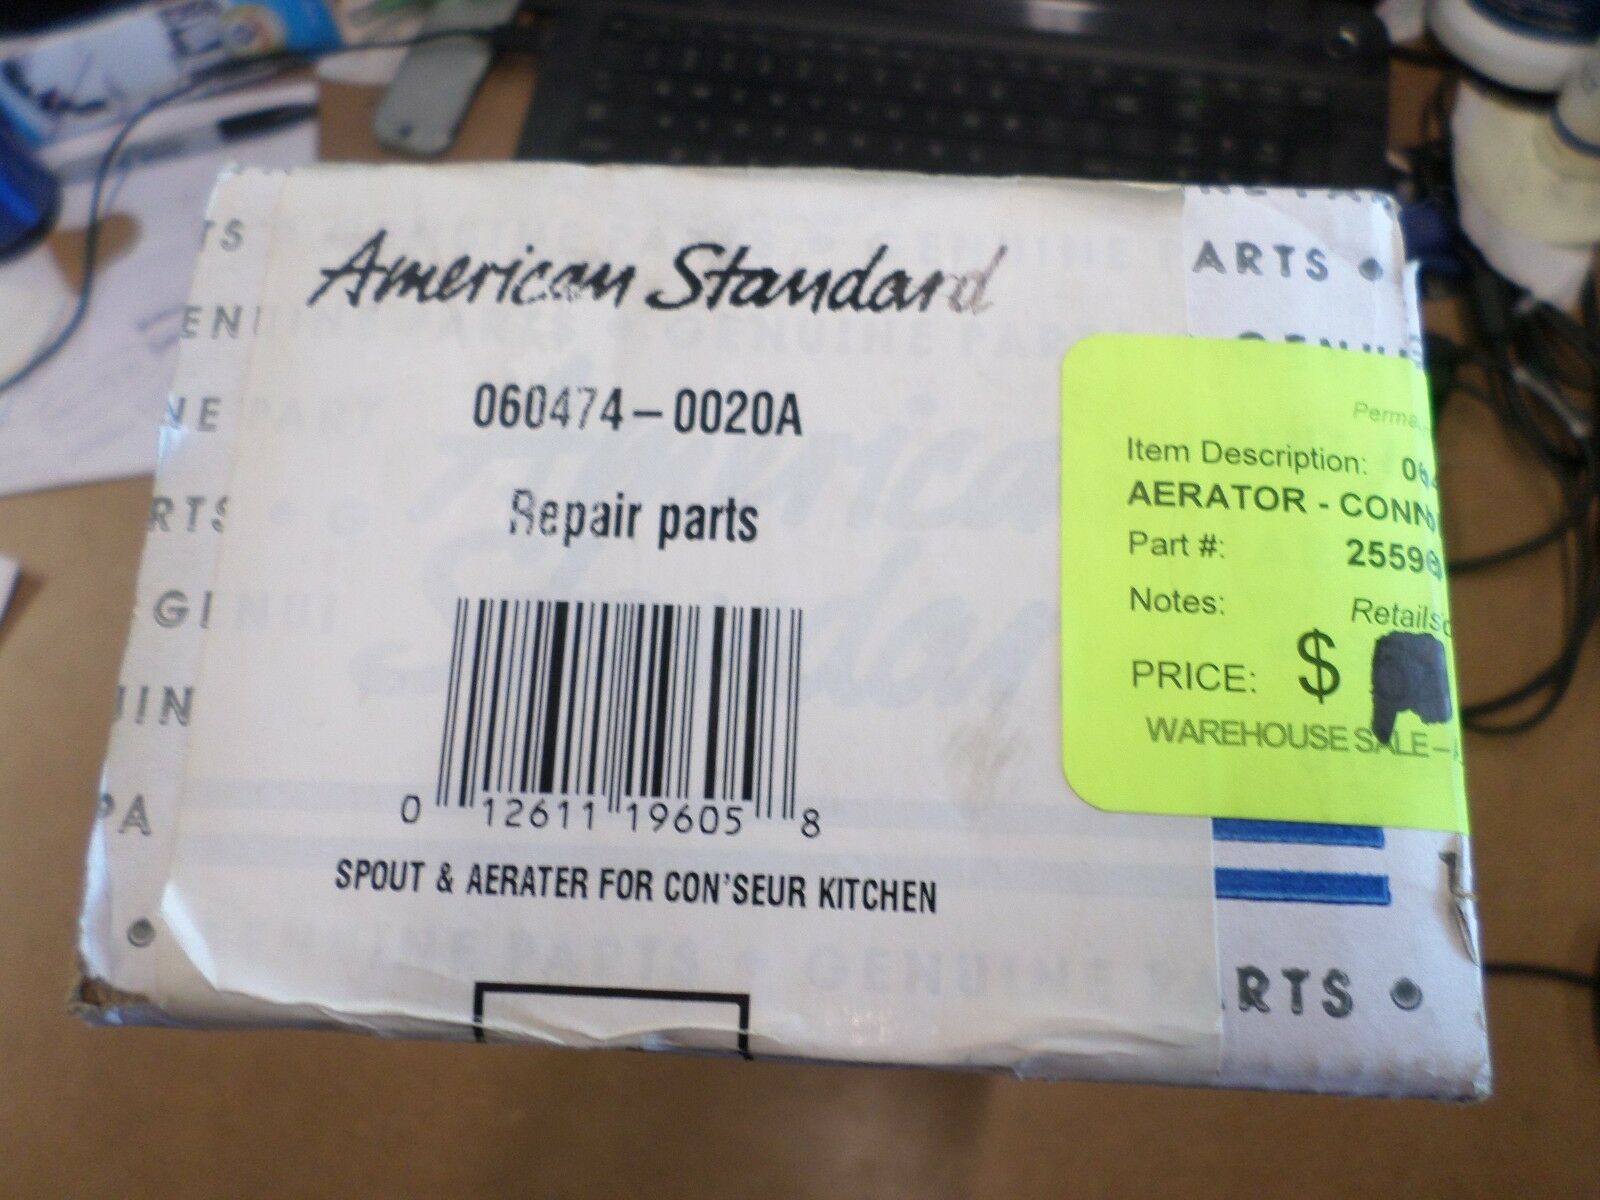 American Standard
060474-0020A
Repair parts
0 12611 19605 8
SPOUT & AERATER FOR CON'SEUR KITCHEN
Item Description:
AERATOR -
Part #:
Notes:
PRICE: $
WAREHOUSE SALE -
ARTS •
ARTS •